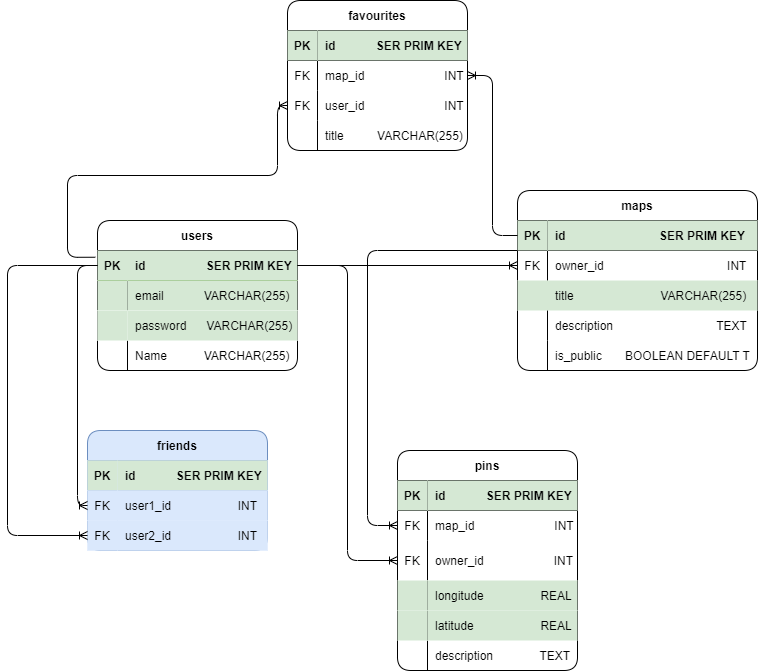 favourites
PK id SER PRIM KEY
FK map_id INT
FK user_id INT
title VARCHAR(255)
maps
PK id SER PRIM KEY
FK owner_id INT
title VARCHAR(255)
description TEXT
is_public BOOLEAN DEFAULT T
users
PK id SER PRIM KEY
email VARCHAR(255)
password VARCHAR(255)
Name VARCHAR(255)
friends
PK id SER PRIM KEY
FK user1_id INT
FK user2_id INT
pins
PK id SER PRIM KEY
FK map_id INT
FK owner_id INT
longitude REAL
latitude REAL
description TEXT